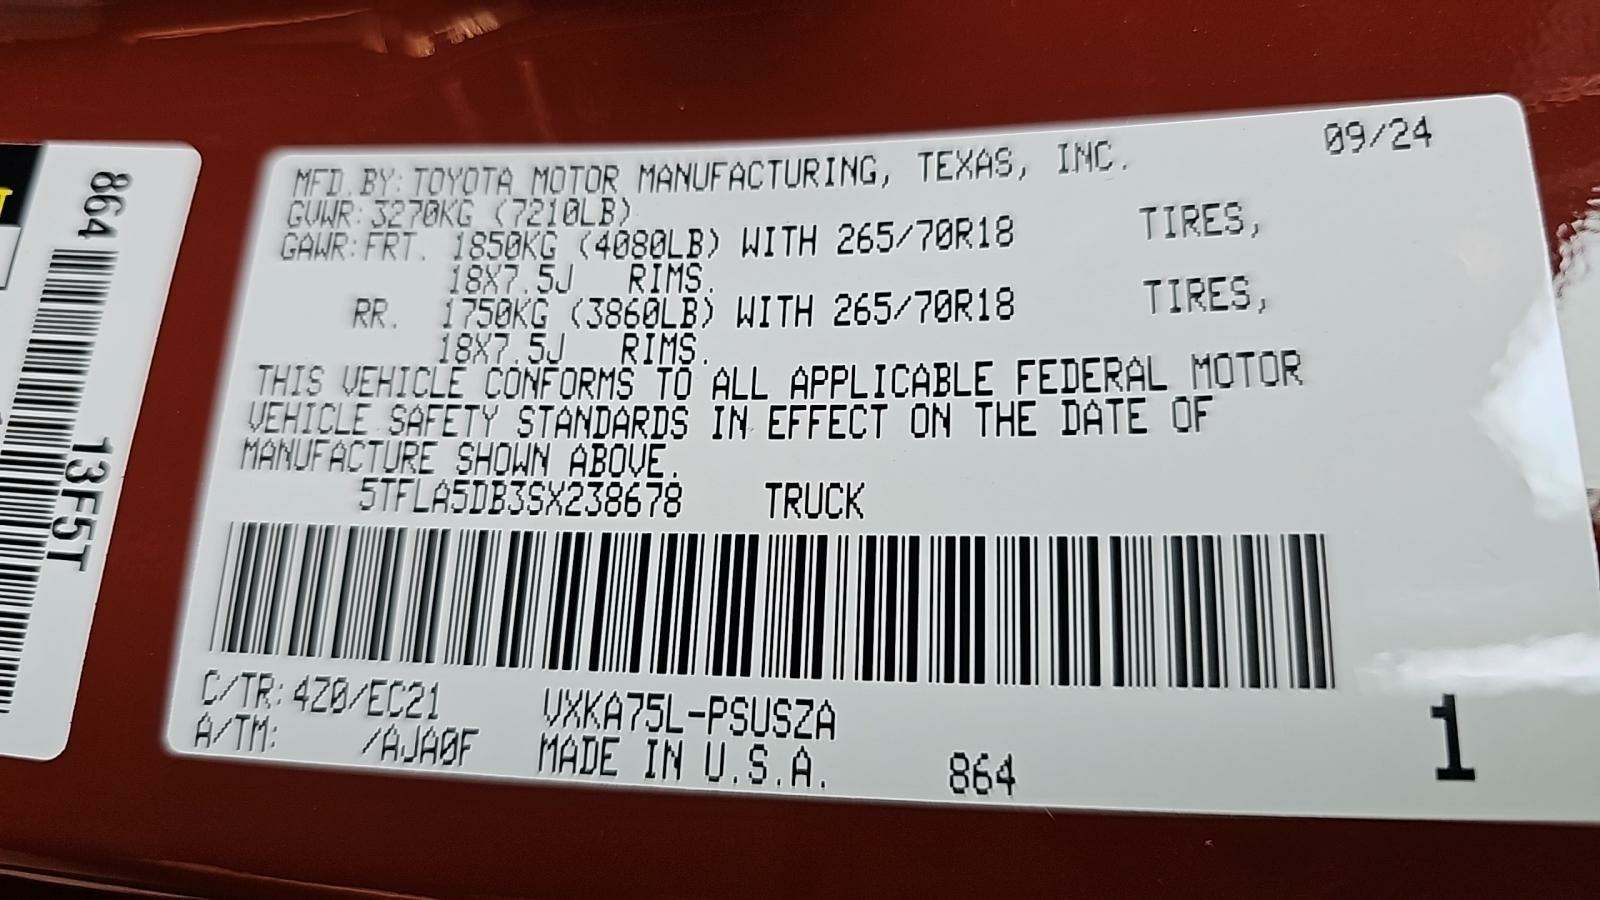 MFD. BY: TOYOTA MOTOR MANUFACTURING, TEXAS, INC. 09/24
GVWR: 3270KG (7210LB)
GAWR: FRT. 1850KG (4080LB) WITH 265/70R18 TIRES,
18X7.5J RIMS.
RR. 1750KG (3860LB) WITH 265/70R18 TIRES,
18X7.5J RIMS.
THIS VEHICLE CONFORMS TO ALL APPLICABLE FEDERAL MOTOR
VEHICLE SAFETY STANDARDS IN EFFECT ON THE DATE OF
MANUFACTURE SHOWN ABOVE.
5TFLA5DB3SX238678 TRUCK
C/TR: 4Z0/EC21 VXKA75L-PSUSZA
A/TM: /AJA0F MADE IN U.S.A. 864
1
864 13F5T